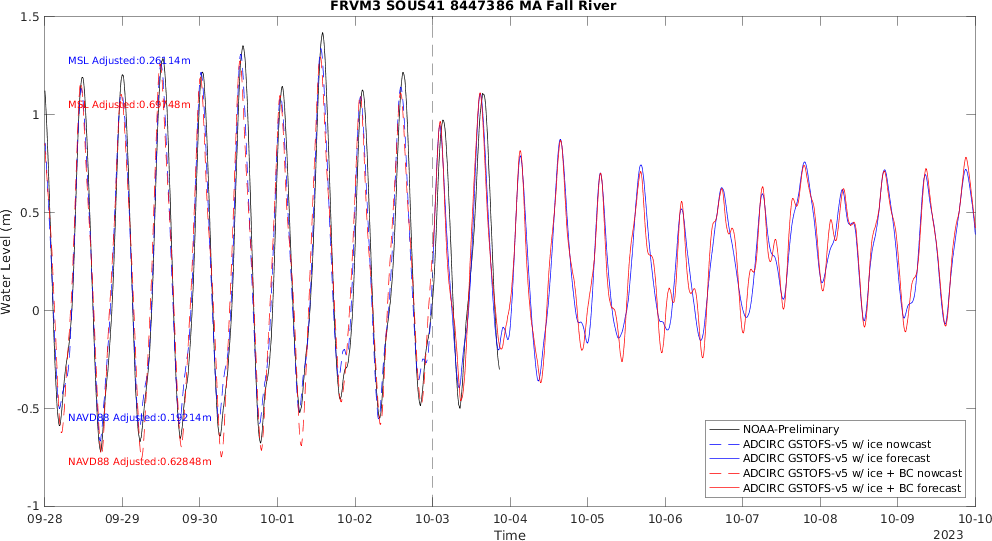 FRVM3 SOUS41 8447386 MA Fall River
1.5
1
0.5
0
-0.5
-1
Water Level (m)
MSL Adjusted:0.26114m
MSL Adjusted:0.69748m
NAVD88 Adjusted:0.19214m
NAVD88 Adjusted:0.62848m
NOAA-Preliminary
ADCIRC GSTOFS-v5 w/ ice nowcast
ADCIRC GSTOFS-v5 w/ ice forecast
ADCIRC GSTOFS-v5 w/ ice + BC nowcast
ADCIRC GSTOFS-v5 w/ ice + BC forecast
09-28 09-29 09-30 10-01 10-02 10-03 10-04 10-05 10-06 10-07 10-08 10-09 10-10
Time
2023